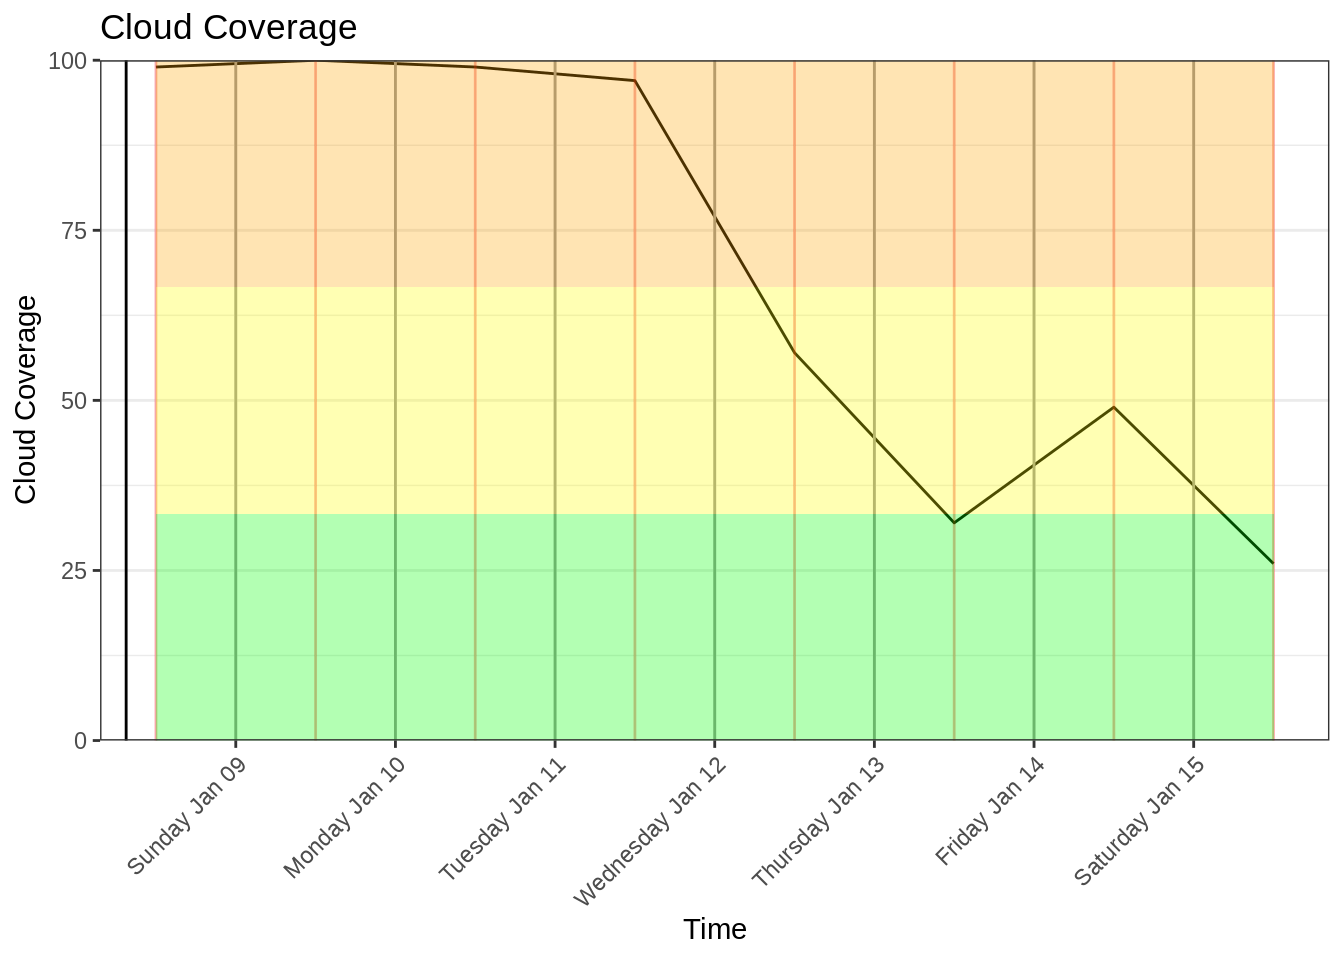 Cloud Coverage
100
75
50
25
0
Cloud Coverage
Sunday Jan 09
Monday Jan 10
Tuesday Jan 11
Wednesday Jan 12
Thursday Jan 13
Friday Jan 14
Saturday Jan 15
Time